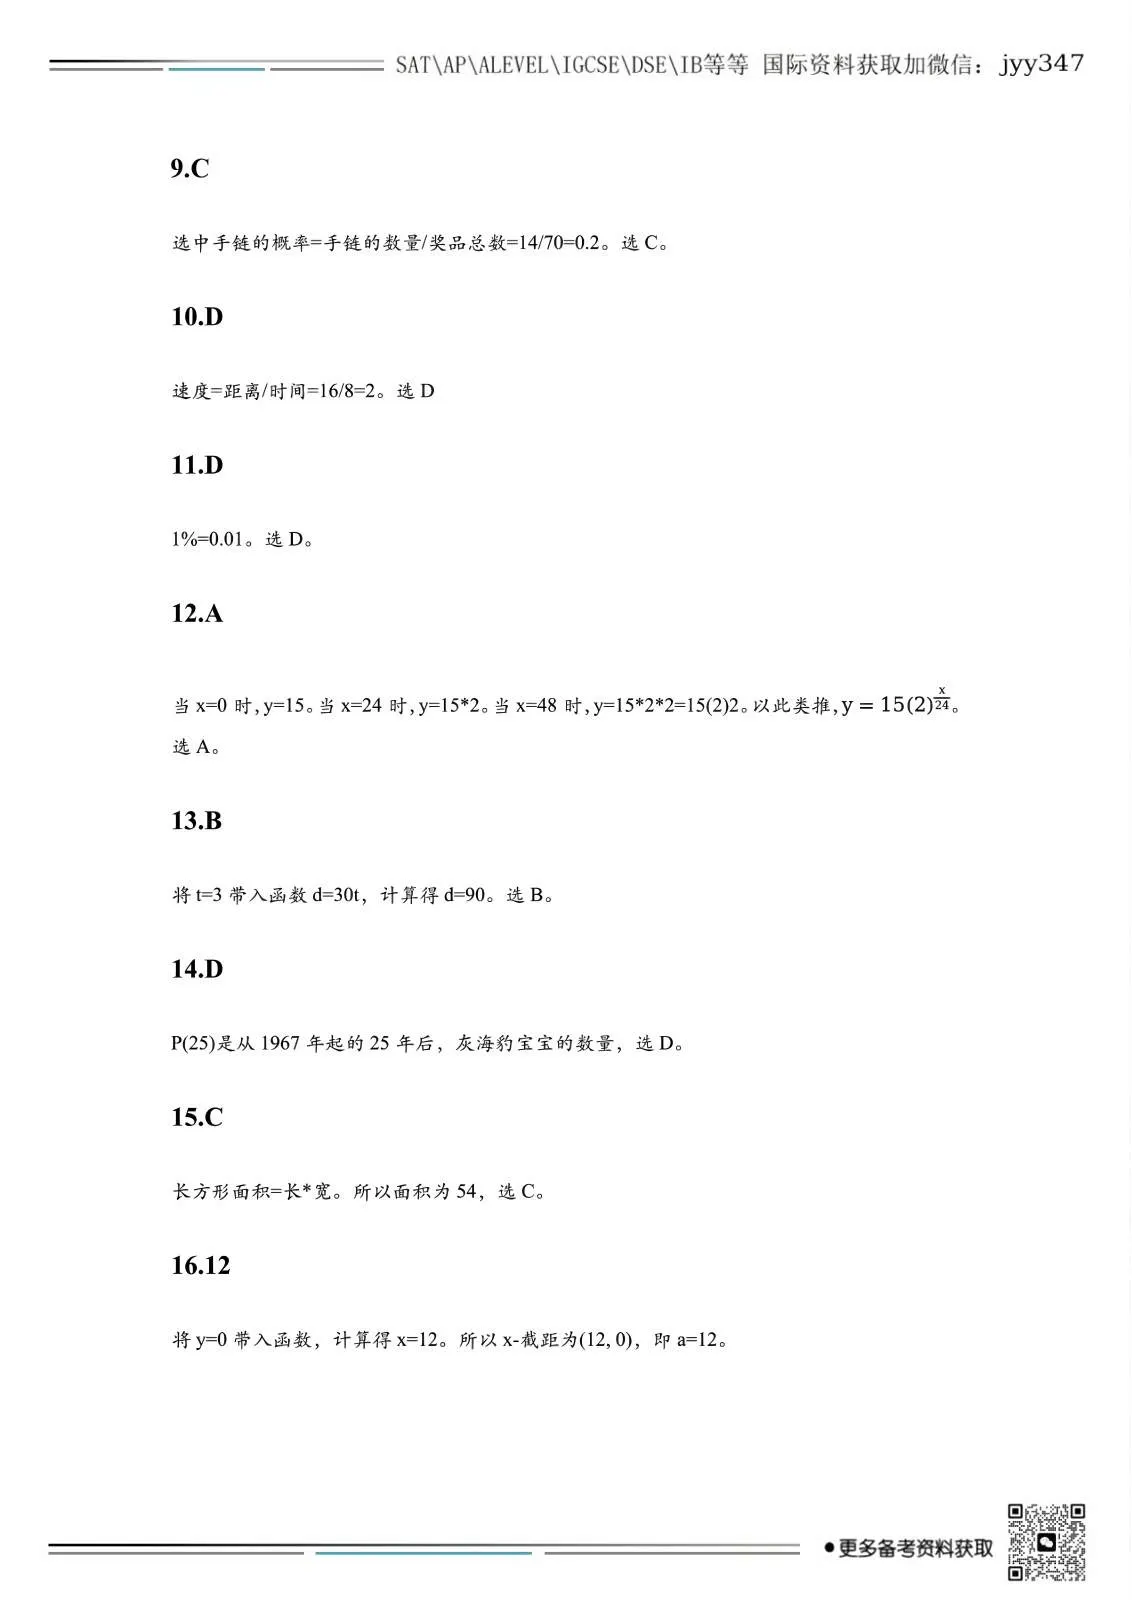 SAT\AP\ALEVEL\IGCSE\DSE\IB等等 国际资料获取加微信：jyy347
9.C
选中手链的概率=手链的数量/奖品总数=14/70=0.2。选 C。
10.D
速度=距离/时间=16/8=2。选 D
11.D
1%=0.01。选 D。
12.A
当 x=0 时，y=15。当 x=24 时，y=15*2。当 x=48 时，y=15*2*2=15(2)2。以此类推，y = 15(2)^{x/24}。
选 A。
13.B
将 t=3 带入函数 d=30t，计算得 d=90。选 B。
14.D
P(25)是从 1967 年起的 25 年后，灰海豹宝宝的数量，选 D。
15.C
长方形面积=长*宽。所以面积为 54，选 C。
16.12
将 y=0 带入函数，计算得 x=12。所以 x-截距为(12, 0)，即 a=12。
●更多备考资料获取